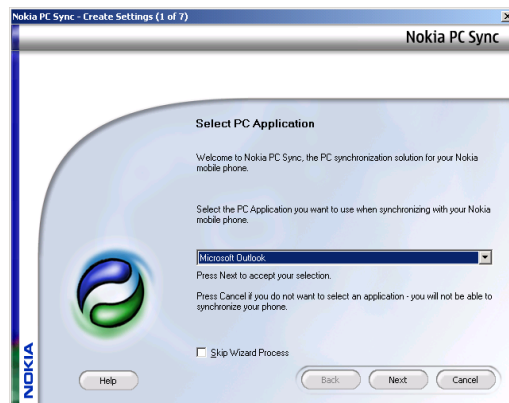 Nokia PC Sync - Create Settings (1 of 7)
Nokia PC Sync
Select PC Application
Welcome to Nokia PC Sync, the PC synchronization solution for your Nokia
mobile phone.
Select the PC Application you want to use when synchronizing with your Nokia
mobile phone.
Microsoft Outlook
Press Next to accept your selection.
Press Cancel if you do not want to select an application - you will not be able to
synchronize your phone.
Skip Wizard Process
NOKIA
Help
Back
Next
Cancel